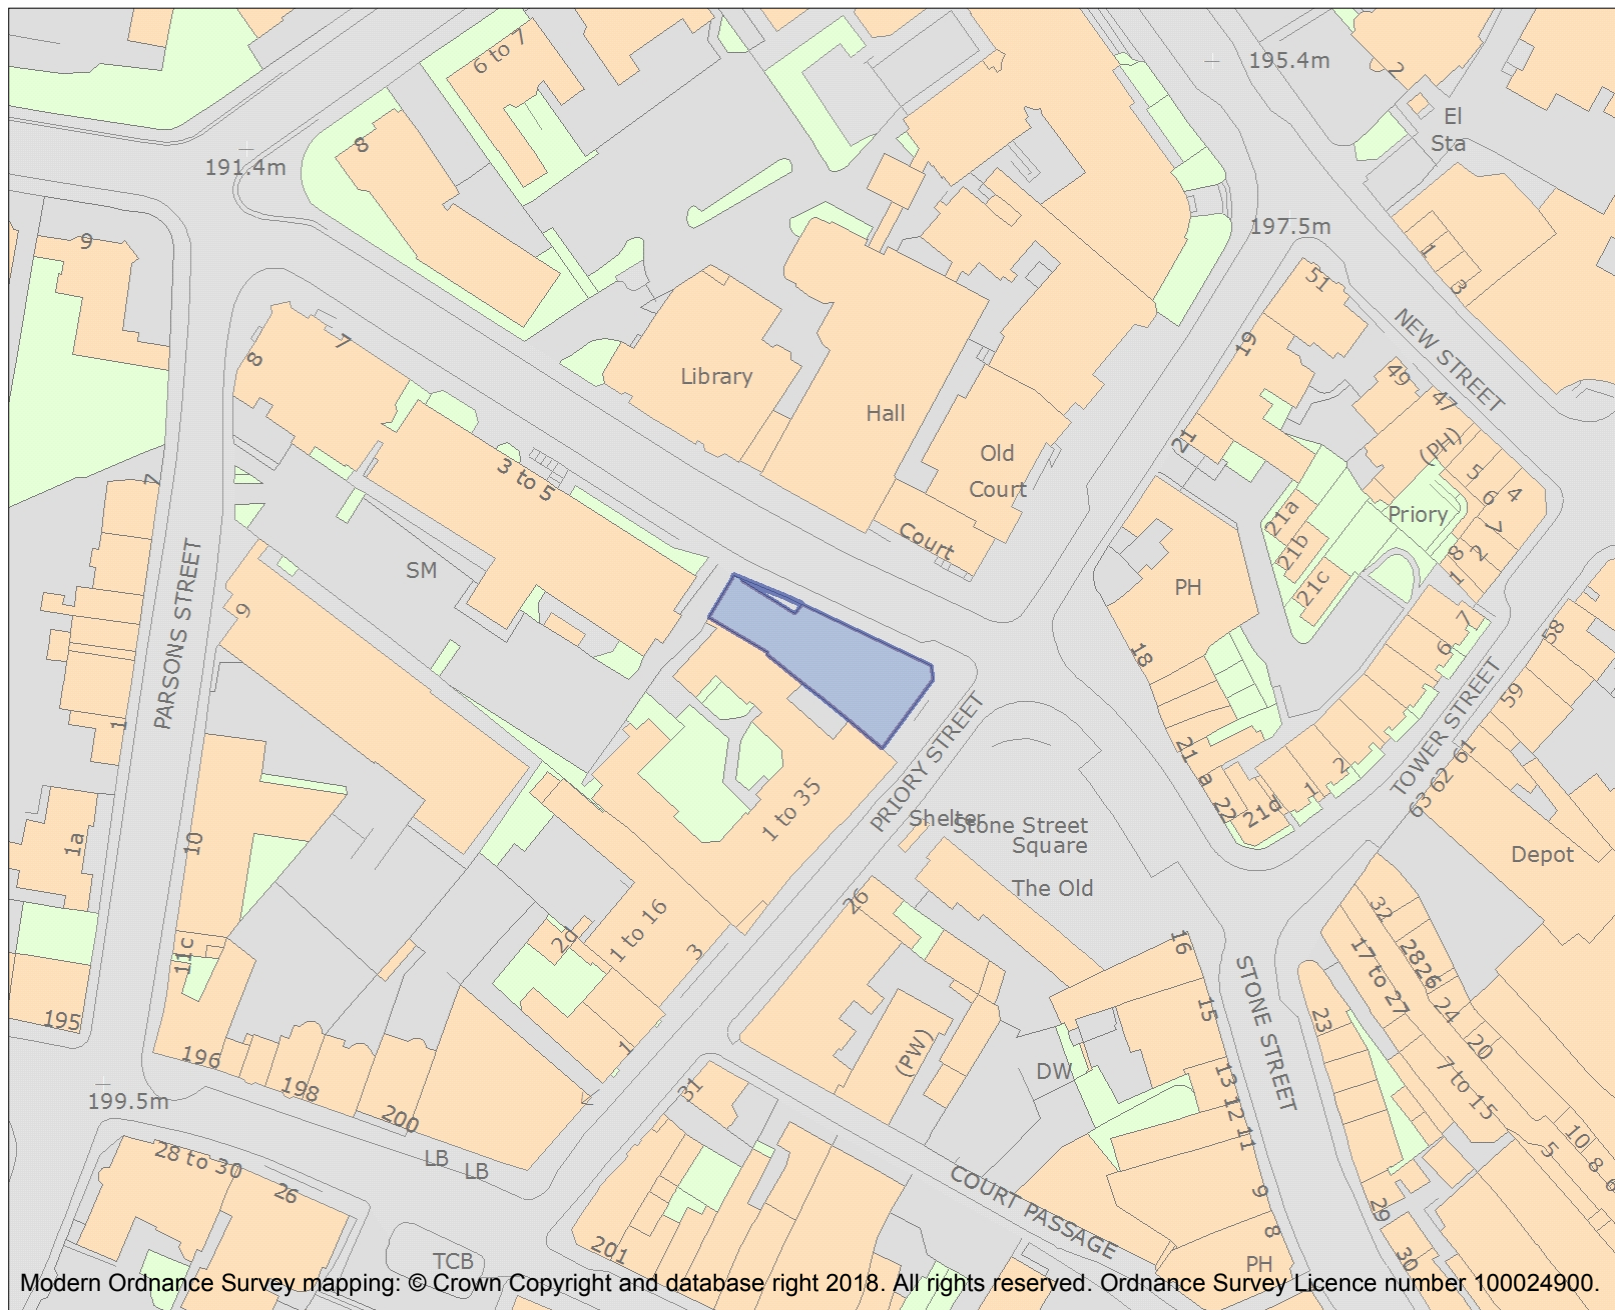 6 to 7
195.4m
2
El
Sta
8
191.4m
197.5m
9
1
3
51
7
8
19
NEW STREET
Library
49
47
Hall
(PH)
21
Old
Court
3 to 5
7
5
4
6
Priory
21a
7
Court
21b
8
2
SM
PH
21c
1
PARSONS STREET
9
7
58
6
18
59
TOWER STREET
PRIORY STREET
1
21 a
61
2
62
1
63
1 to 35
22
21d
Shelter
Stone Street
Square
1a
10
Depot
The Old
26
32
1 to 16
2d
16
3
11c
28
26
17 to 27
STONE STREET
15
24
23
195
20
196
1
(PW)
DW
13
7 to 15
198
31
199.5m
12
200
11
10
5
28 to 30
LB
LB
8
26
COURT PASSAGE
9
6
29
8
201
30
TCB
PH
Modern Ordnance Survey mapping: © Crown Copyright and database right 2018. All rights reserved. Ordnance Survey Licence number 100024900.